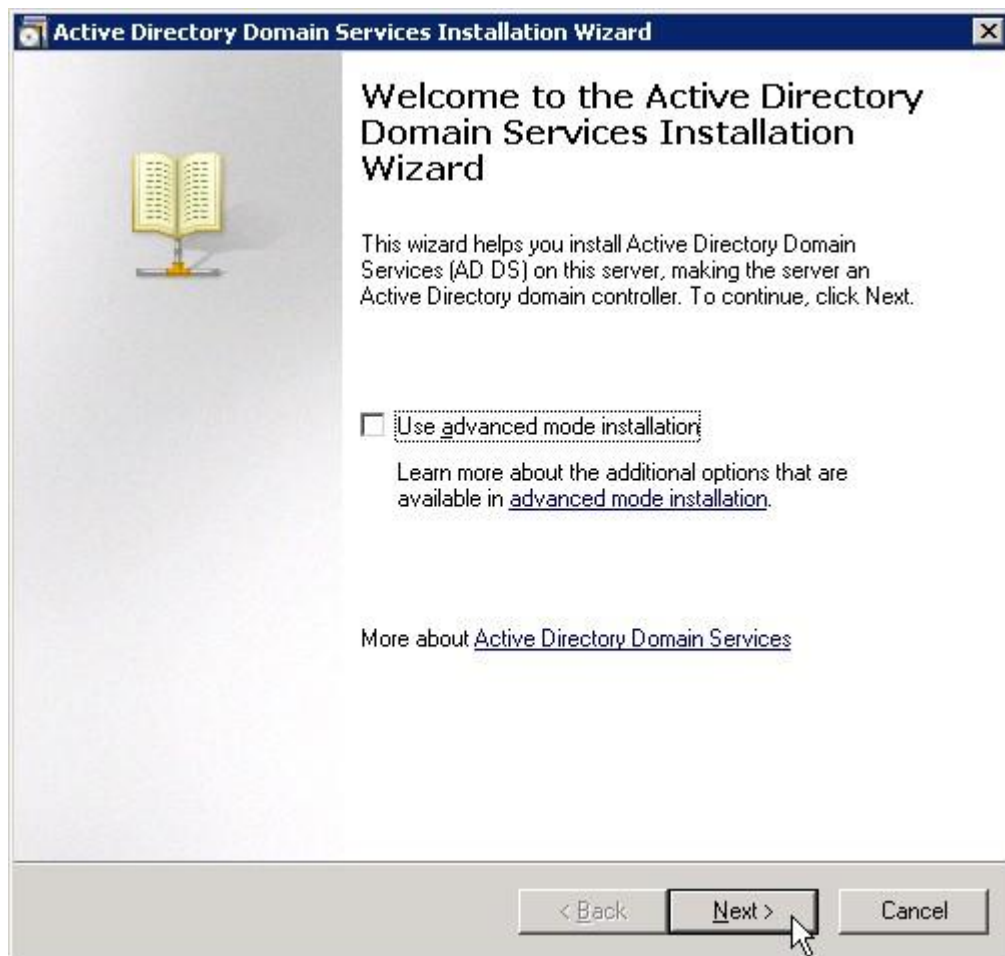 Active Directory Domain Services Installation Wizard
Welcome to the Active Directory
Domain Services Installation
Wizard
This wizard helps you install Active Directory Domain
Services (AD DS) on this server, making the server an
Active Directory domain controller. To continue, click Next.
Use advanced mode installation
Learn more about the additional options that are
available in advanced mode installation.
More about Active Directory Domain Services
< Back Next > Cancel